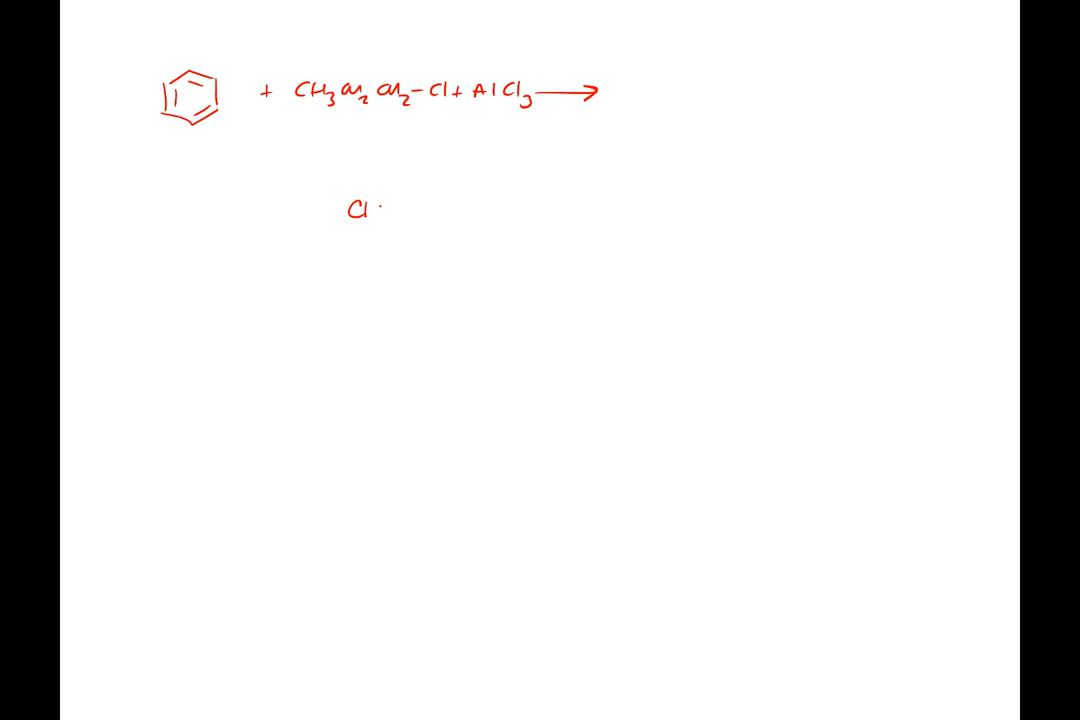 + CH₃CH₂CH₂-Cl + AlCl₃ ⟶
Cl